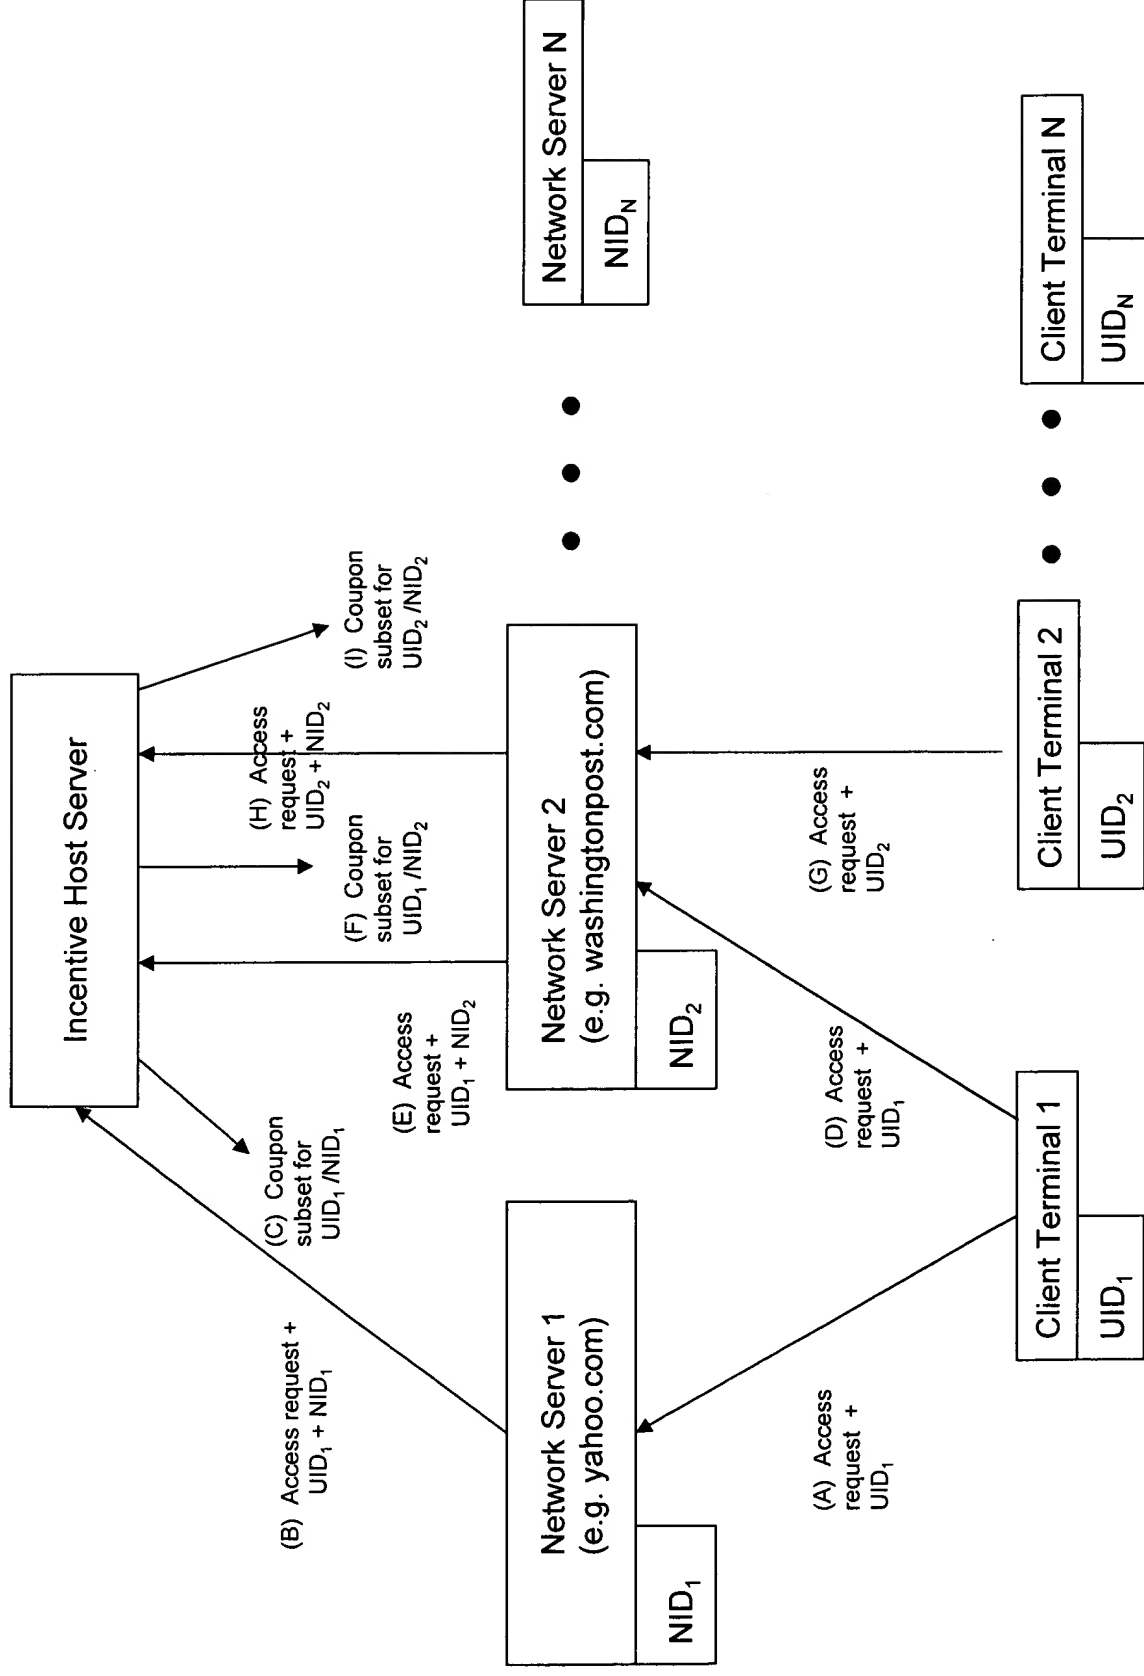 Incentive Host Server
(B) Access request +
UID₁ + NID₁
(C) Coupon
subset for
UID₁ /NID₁
(E) Access
request +
UID₁ + NID₂
(F) Coupon
subset for
UID₁ /NID₂
(H) Access
request +
UID₂ + NID₂
(I) Coupon
subset for
UID₂ /NID₂
Network Server 1
(e.g. yahoo.com)
NID₁
Network Server 2
(e.g. washingtonpost.com)
NID₂
Network Server N
NID_N
(A) Access
request +
UID₁
(D) Access
request +
UID₁
(G) Access
request +
UID₂
Client Terminal 1
UID₁
Client Terminal 2
UID₂
Client Terminal N
UID_N